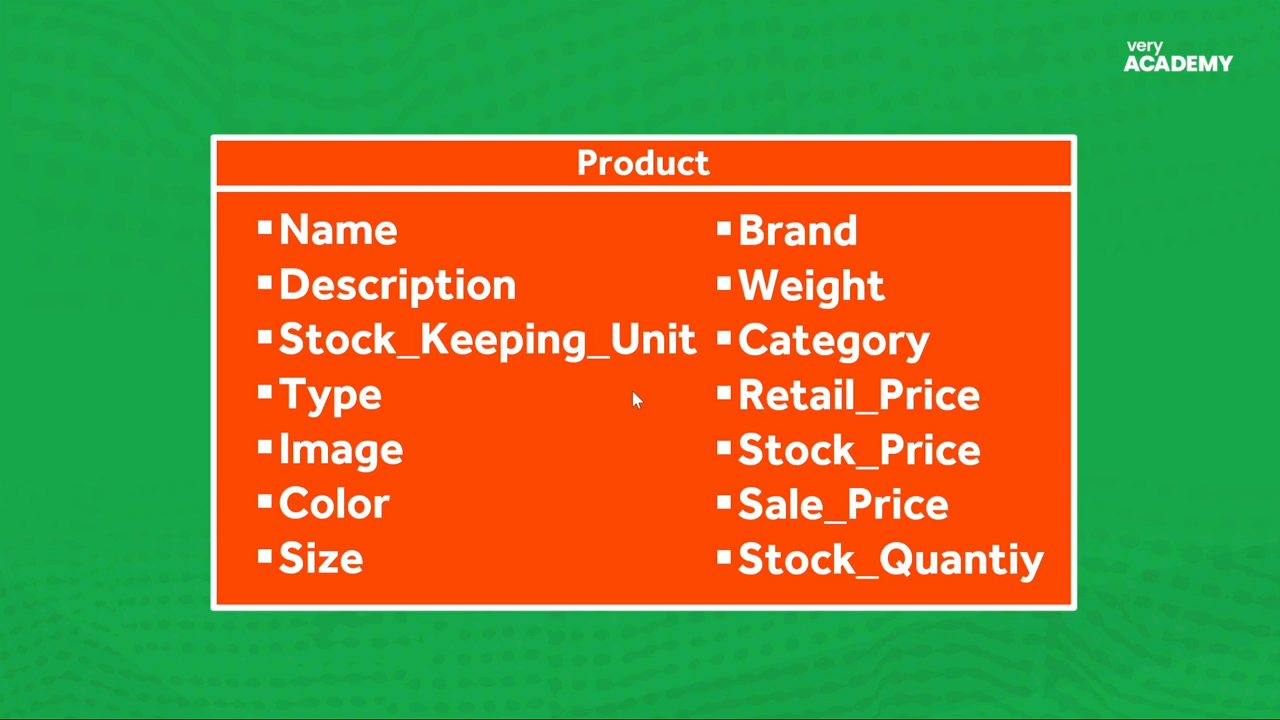 very
ACADEMY
Product
Name
Description
Stock_Keeping_Unit
Type
Image
Color
Size
Brand
Weight
Category
Retail_Price
Stock_Price
Sale_Price
Stock_Quantiy